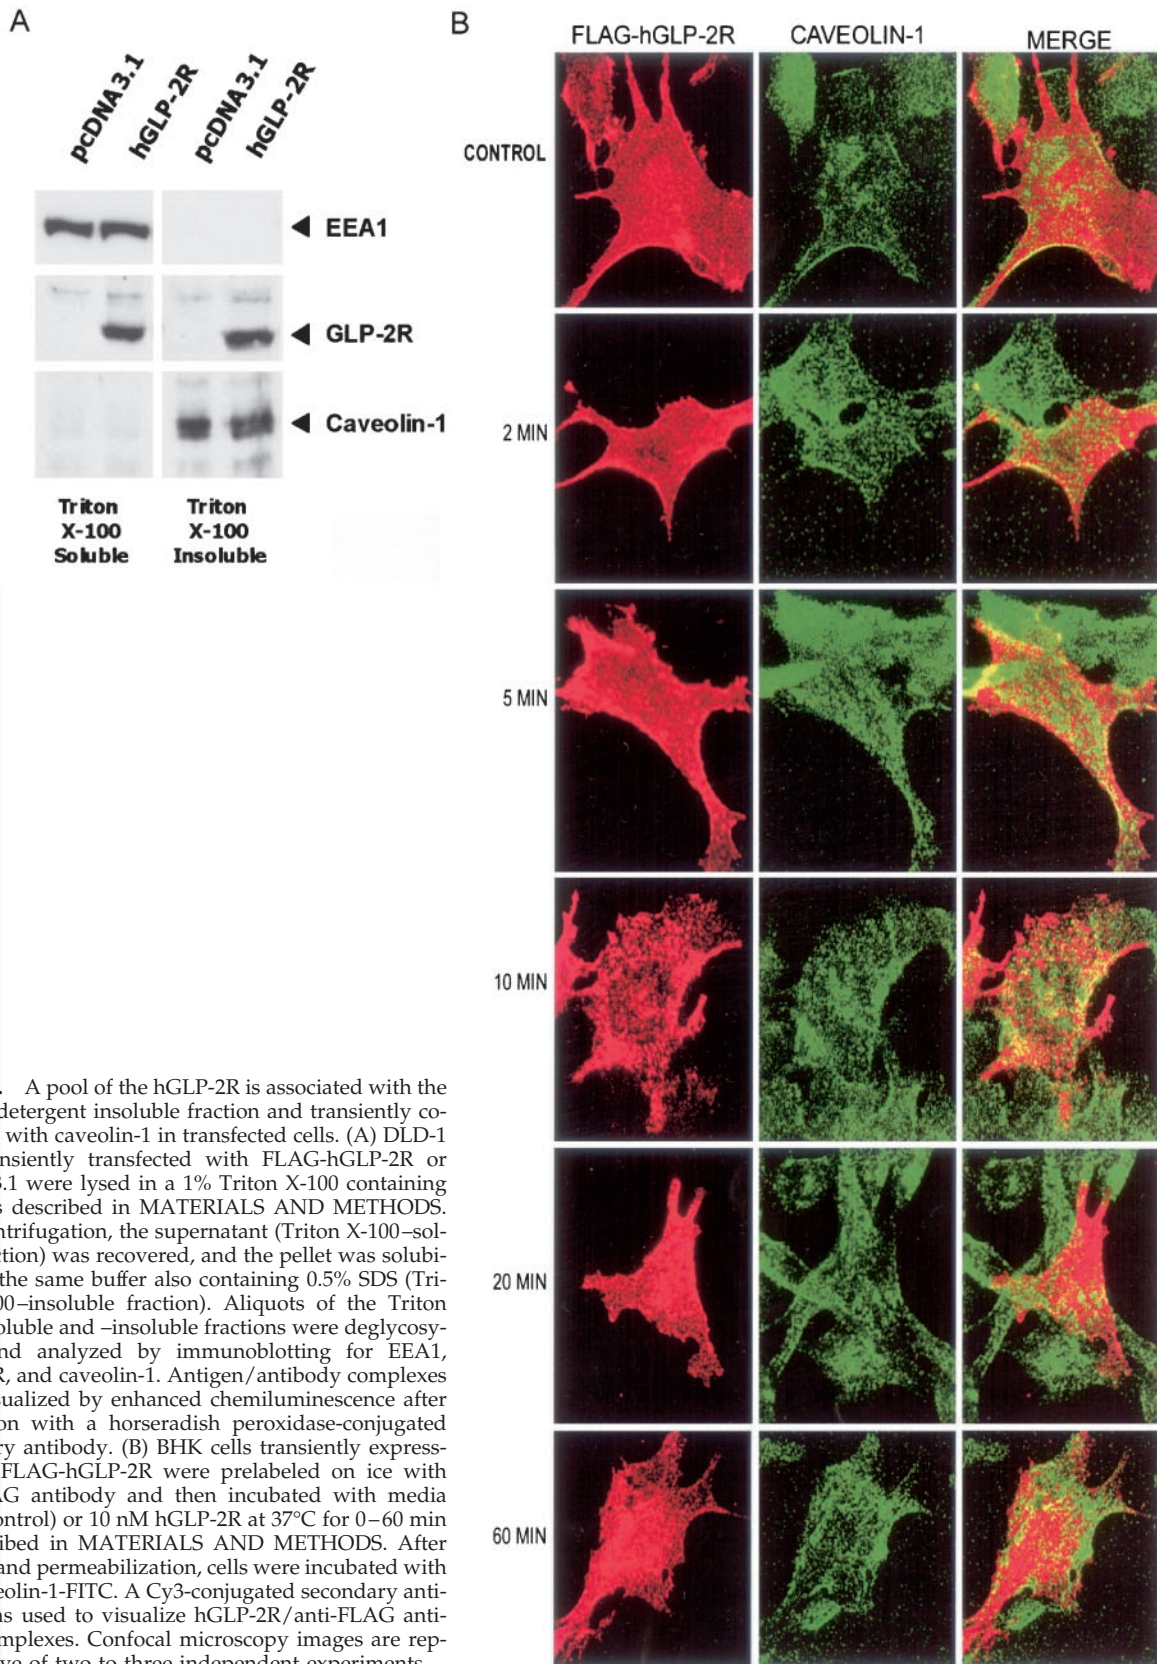 A
pcDNA3.1
hGLP-2R
pcDNA3.1
hGLP-2R
EEA1
GLP-2R
Caveolin-1
Triton
X-100
Soluble
Triton
X-100
Insoluble
B
FLAG-hGLP-2R
CAVEOLIN-1
MERGE
CONTROL
2 MIN
5 MIN
10 MIN
20 MIN
60 MIN
. A pool of the hGLP-2R is associated with the
detergent insoluble fraction and transiently co-
with caveolin-1 in transfected cells. (A) DLD-1
nsiently transfected with FLAG-hGLP-2R or
3.1 were lysed in a 1% Triton X-100 containing
s described in MATERIALS AND METHODS.
ntrifugation, the supernatant (Triton X-100–sol-
ction) was recovered, and the pellet was solubi-
the same buffer also containing 0.5% SDS (Tri-
00–insoluble fraction). Aliquots of the Triton
oluble and –insoluble fractions were deglycosy-
nd analyzed by immunoblotting for EEA1,
R, and caveolin-1. Antigen/antibody complexes
sualized by enhanced chemiluminescence after
on with a horseradish peroxidase-conjugated
ry antibody. (B) BHK cells transiently express-
FLAG-hGLP-2R were prelabeled on ice with
AG antibody and then incubated with media
ontrol) or 10 nM hGLP-2R at 37°C for 0–60 min
ibed in MATERIALS AND METHODS. After
and permeabilization, cells were incubated with
eolin-1-FITC. A Cy3-conjugated secondary anti-
as used to visualize hGLP-2R/anti-FLAG anti-
mplexes. Confocal microscopy images are rep-
ve of two to three independent experiments